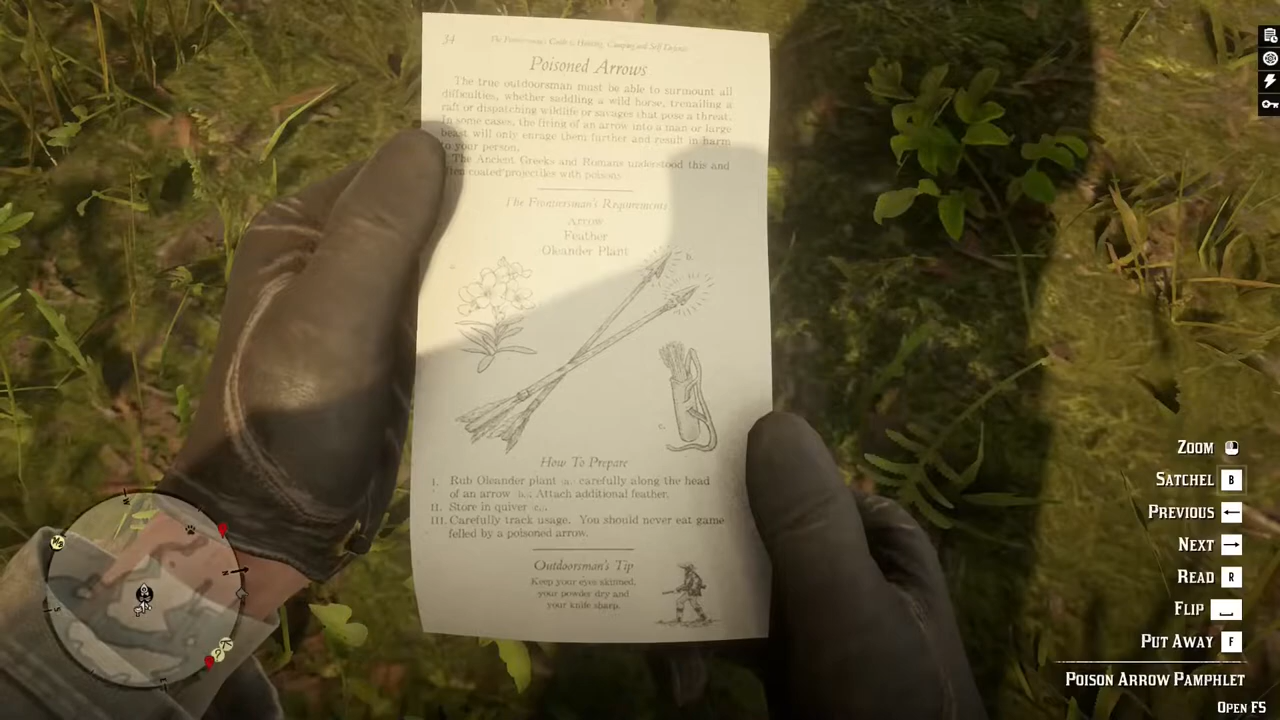 34 The Frontiersman's Guide to Hunting, Camping and Self Defense
Poisoned Arrows
The true outdoorsman must be able to surmount all
difficulties, whether saddling a wild horse, trenailing a
raft or dispatching wildlife or savages that pose a threat.
In some cases, the firing of an arrow into a man or large
beast will only enrage them further and result in harm
to your person.
The Ancient Greeks and Romans understood this and
often coated projectiles with poisons
The Frontiersman's Requirements
Arrow
Feather
Oleander Plant
b.
c.
How To Prepare
I. Rub Oleander plant (a.) carefully along the head
of an arrow (b.). Attach additional feather.
II. Store in quiver (c.).
III. Carefully track usage. You should never eat game
felled by a poisoned arrow.
Outdoorsman's Tip
Keep your eyes skinned,
your powder dry and
your knife sharp.
ZOOM
SATCHEL B
PREVIOUS ←
NEXT →
READ R
FLIP
PUT AWAY F
POISON ARROW PAMPHLET
OPEN F5